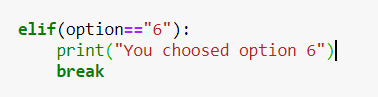 elif(option=="6"):
    print("You choosed option 6")
    break